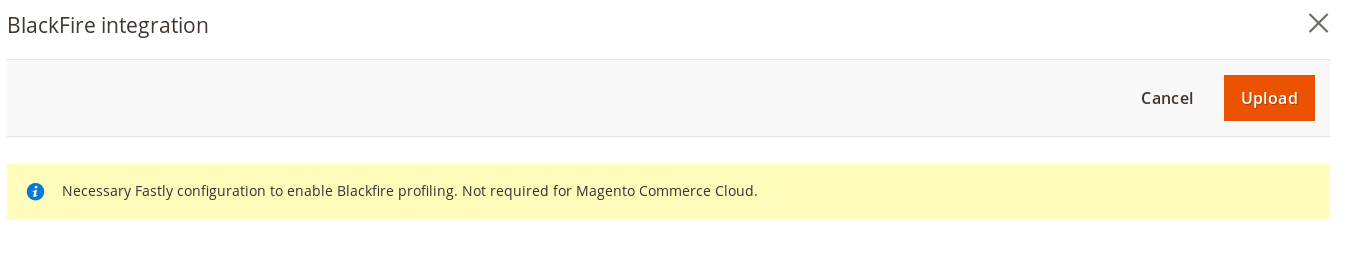 BlackFire integration
Cancel
Upload
Necessary Fastly configuration to enable Blackfire profiling. Not required for Magento Commerce Cloud.